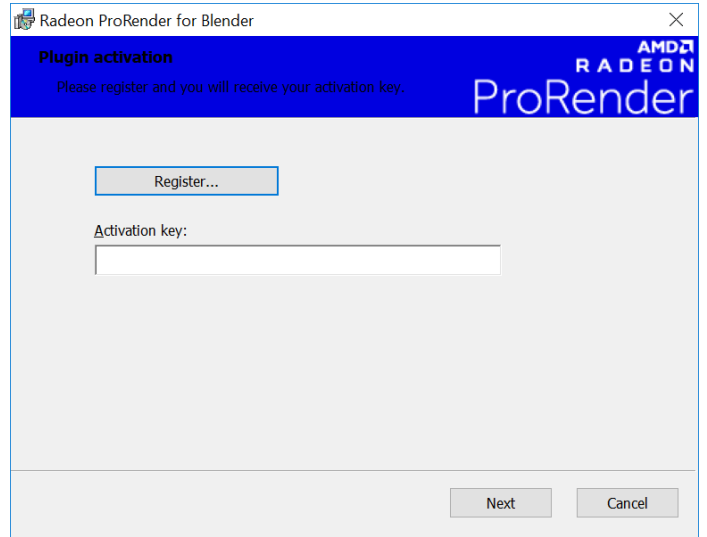 Radeon ProRender for Blender
Plugin activation
Please register and you will receive your activation key.
AMD
RADEON
ProRender
Register...
Activation key:
Next
Cancel